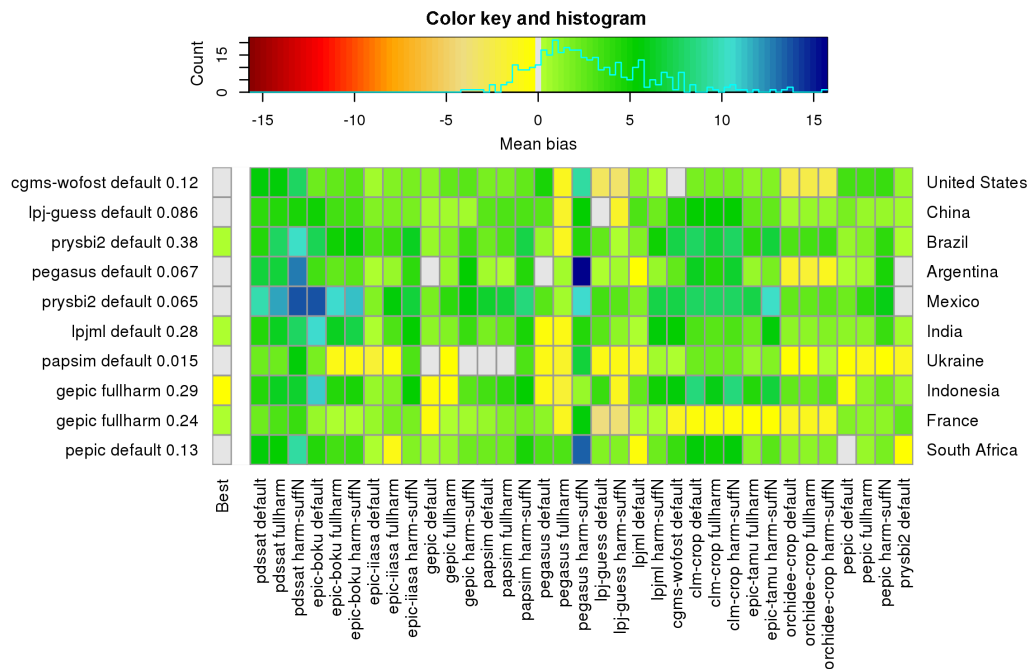 Color key and histogram
Count
0
15
-15 -10 -5 0 5 10 15
Mean bias
cgms-wofost default 0.12 United States
lpj-guess default 0.086 China
prysbi2 default 0.38 Brazil
pegasus default 0.067 Argentina
prysbi2 default 0.065 Mexico
lpjml default 0.28 India
papsim default 0.015 Ukraine
gepic fullharm 0.29 Indonesia
gepic fullharm 0.24 France
pepic default 0.13 South Africa
Best
pdssat default
pdssat fullharm
pdssat harm-suffN
epic-boku default
epic-boku fullharm
epic-boku harm-suffN
epic-iiasa default
epic-iiasa fullharm
epic-iiasa harm-suffN
gepic default
gepic fullharm
gepic harm-suffN
papsim default
papsim fullharm
papsim harm-suffN
pegasus default
pegasus fullharm
pegasus harm-suffN
lpj-guess default
lpj-guess harm-suffN
lpjml default
lpjml harm-suffN
cgms-wofost default
clm-crop default
clm-crop fullharm
clm-crop harm-suffN
epic-tamu fullharm
epic-tamu harm-suffN
orchidee-crop default
orchidee-crop fullharm
orchidee-crop harm-suffN
pepic default
pepic fullharm
pepic harm-suffN
prysbi2 default